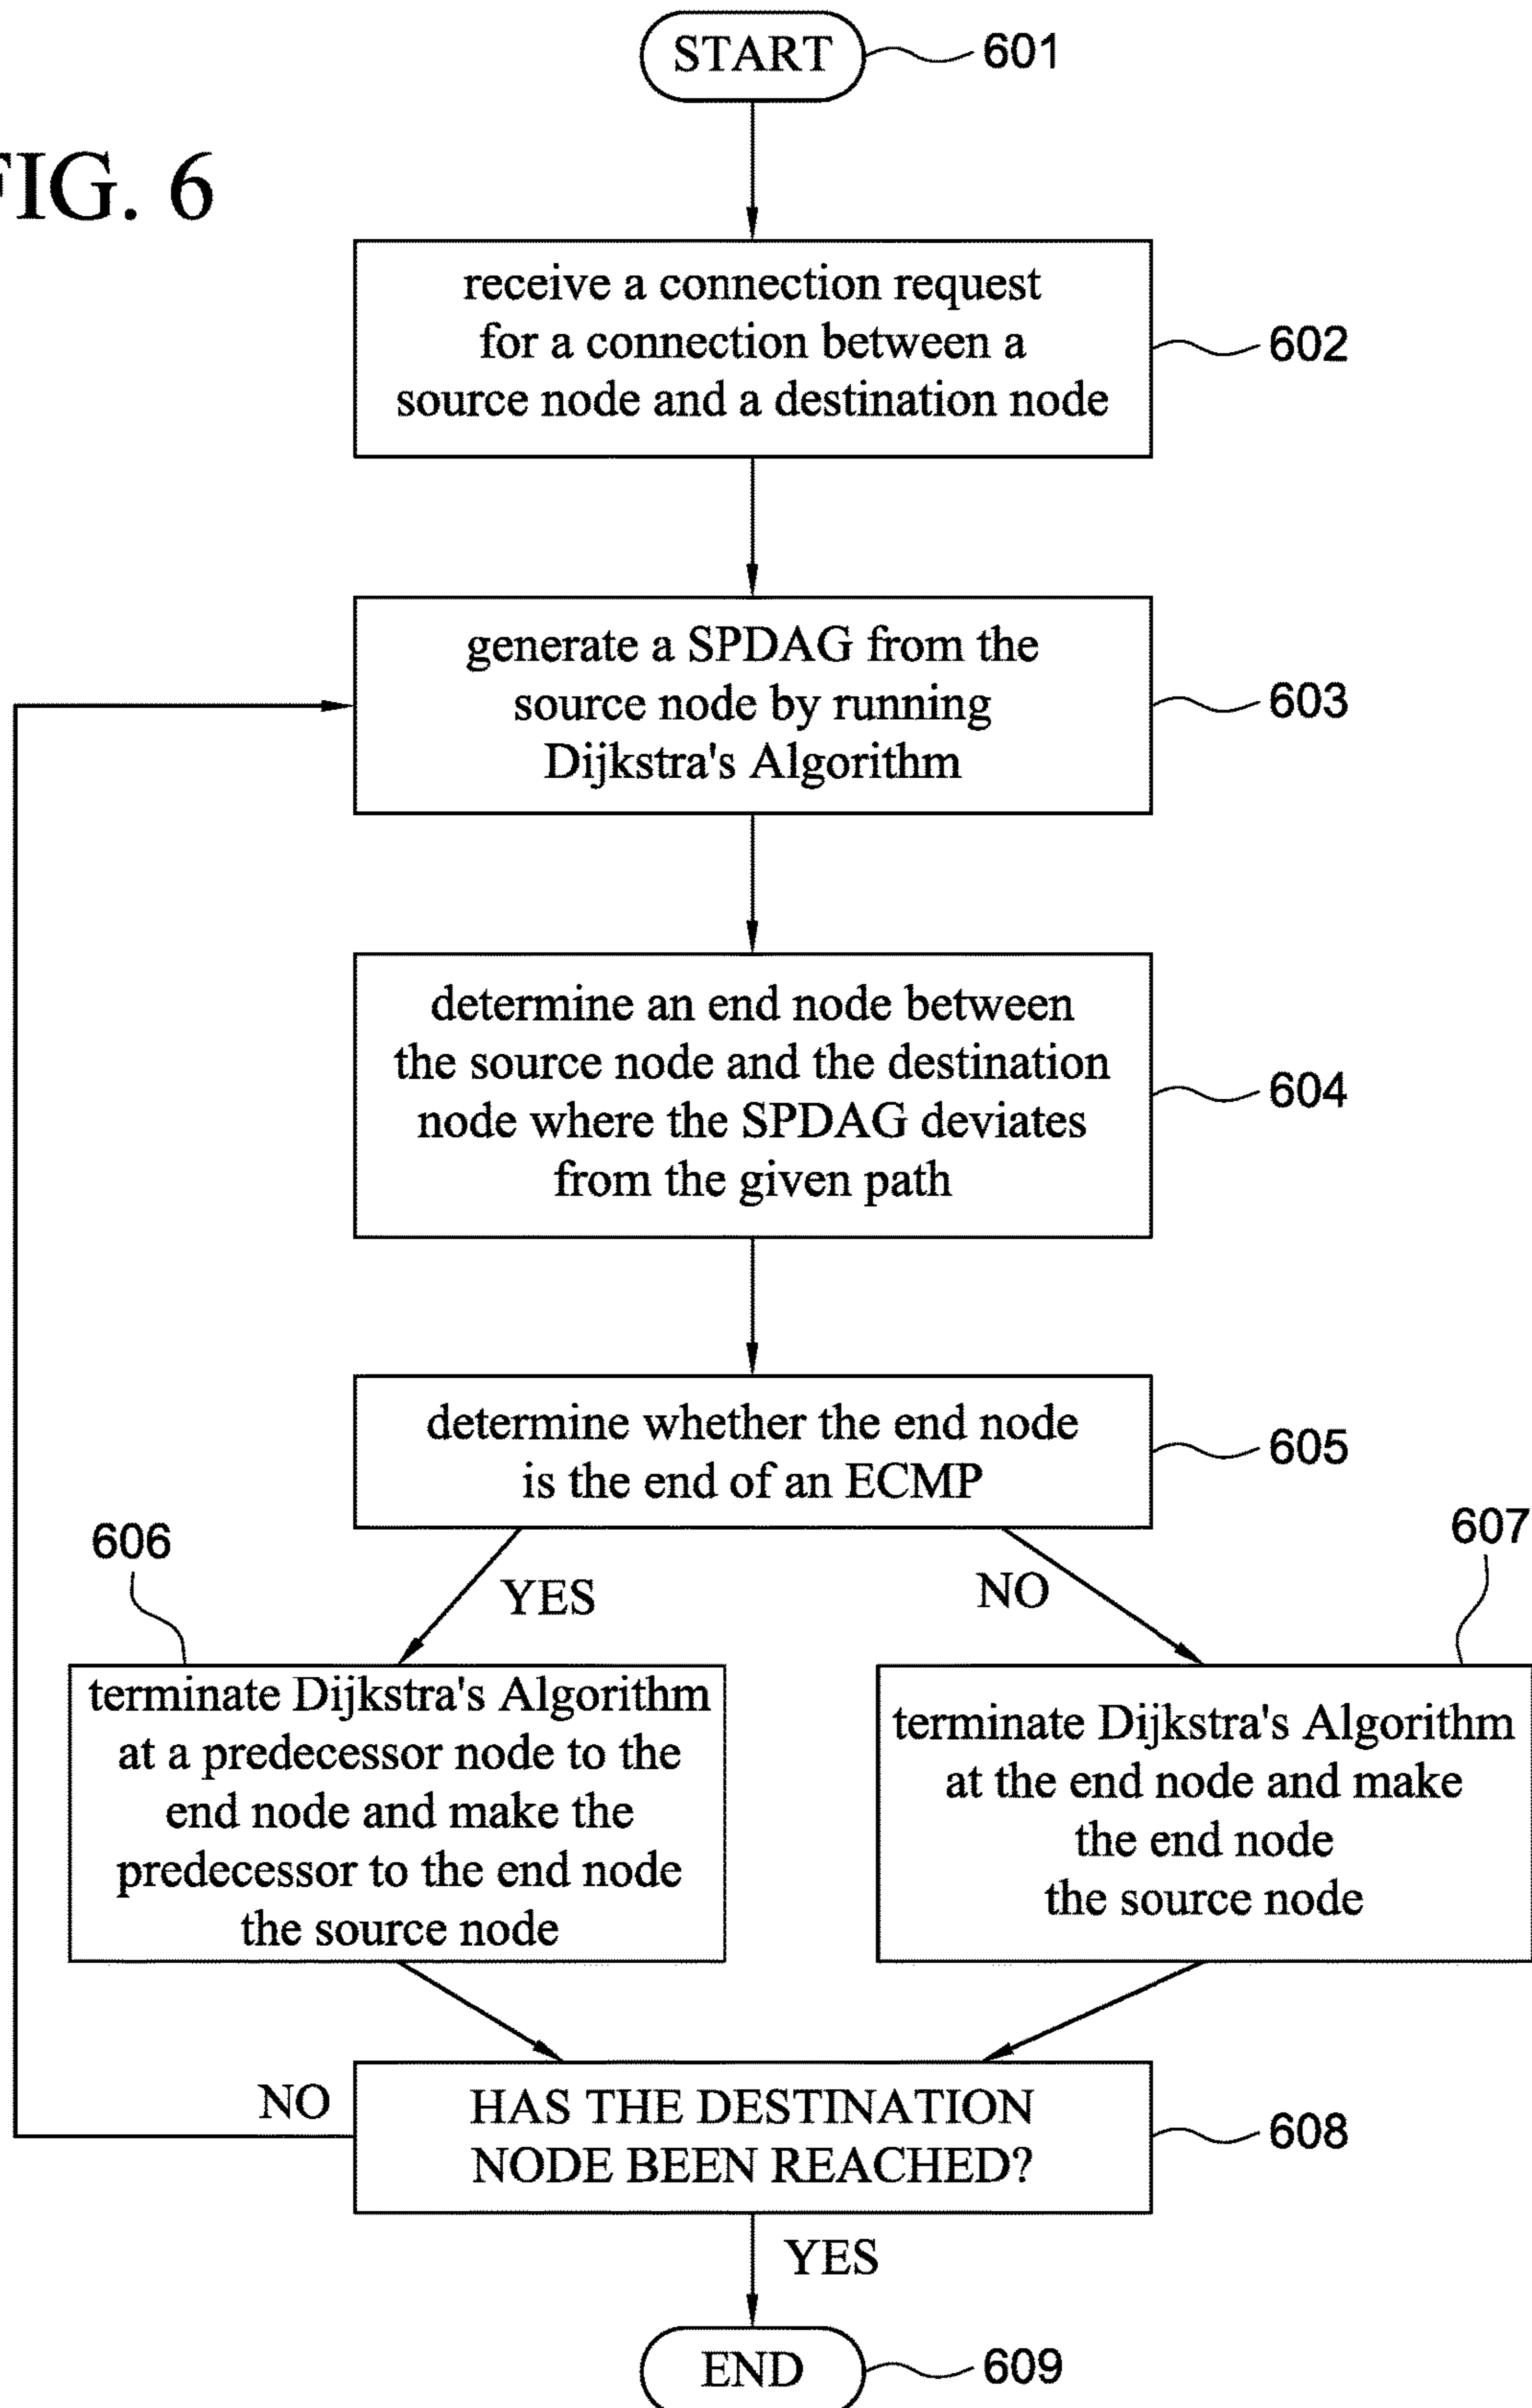 START
601
FIG. 6
receive a connection request
for a connection between a
source node and a destination node
602
generate a SPDAG from the
source node by running
Dijkstra's Algorithm
603
determine an end node between
the source node and the destination
node where the SPDAG deviates
from the given path
604
determine whether the end node
is the end of an ECMP
605
606
YES
NO
607
terminate Dijkstra's Algorithm
at a predecessor node to the
end node and make the
predecessor to the end node
the source node
terminate Dijkstra's Algorithm
at the end node and make
the end node
the source node
NO
HAS THE DESTINATION
NODE BEEN REACHED?
608
YES
END
609